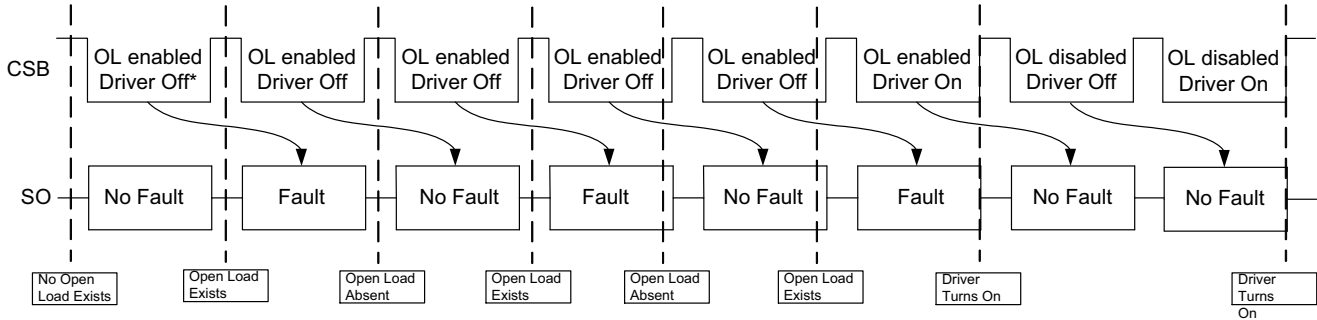 CSB
OL enabled
Driver Off*
OL enabled
Driver Off
OL enabled
Driver Off
OL enabled
Driver Off
OL enabled
Driver Off
OL enabled
Driver On
OL disabled
Driver Off
OL disabled
Driver On
SO
No Fault
Fault
No Fault
Fault
No Fault
Fault
No Fault
No Fault
No Open
Load Exists
Open Load
Exists
Open Load
Absent
Open Load
Exists
Open Load
Absent
Open Load
Exists
Driver
Turns On
Driver
Turns
On